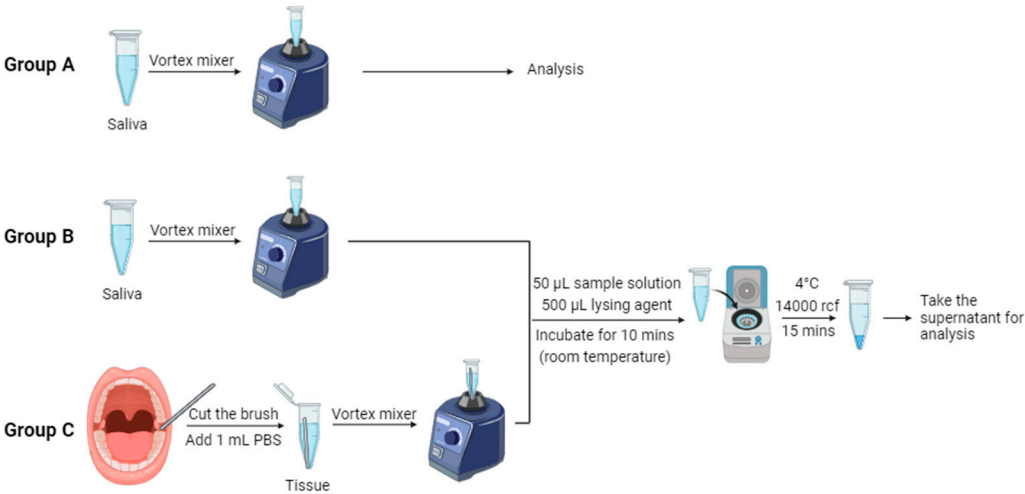 Group A
Vortex mixer
Saliva
Analysis
Group B
Vortex mixer
Saliva
50 µL sample solution
500 µL lysing agent
Incubate for 10 mins
(room temperature)
4°C
14000 rcf
15 mins
Take the
supernatant for
analysis
Group C
Cut the brush
Add 1 mL PBS
Tissue
Vortex mixer